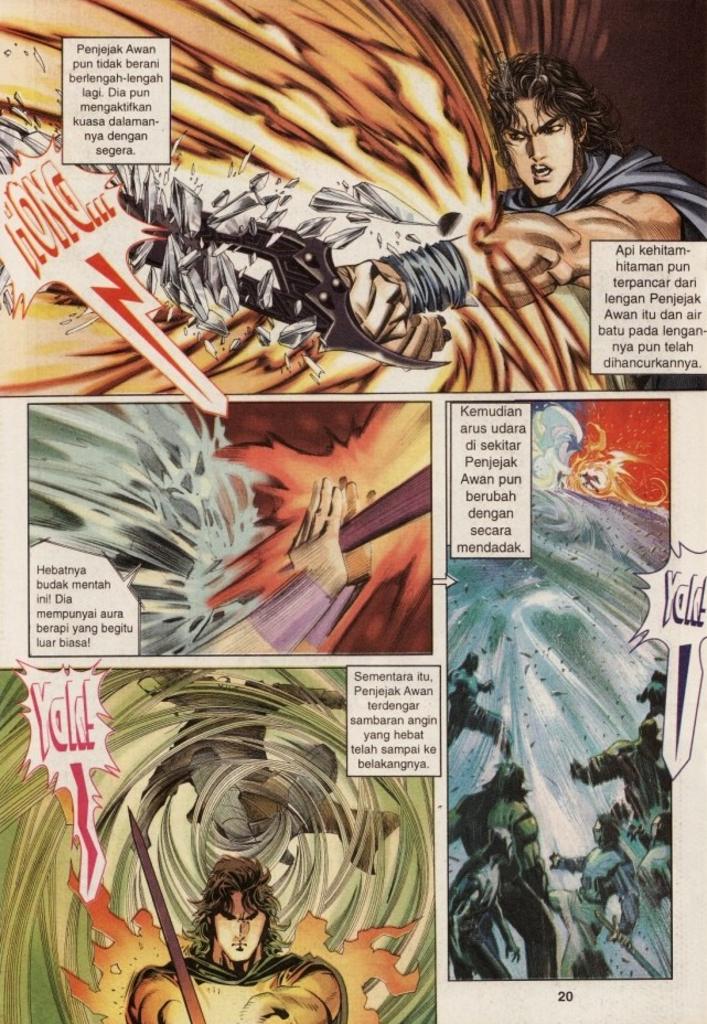 Penjejak Awan
pun tidak berani
berlengah-lengah
lagi. Dia pun
mengaktifkan
kuasa dalaman-
nya dengan
segera.
Api kehitam-
hitaman pun
terpancar dari
lengan Penjejak
Awan itu dan air
batu pada lengan-
nya pun telah
dihancurkannya.
Kemudian
arus udara
di sekitar
Penjejak
Awan pun
berubah
dengan
secara
mendadak.
Hebatnya
budak mentah
ini! Dia
mempunyai aura
berapi yang begitu
luar biasa!
Sementara itu,
Penjejak Awan
terdengar
sambaran angin
yang hebat
telah sampai ke
belakangnya.
20